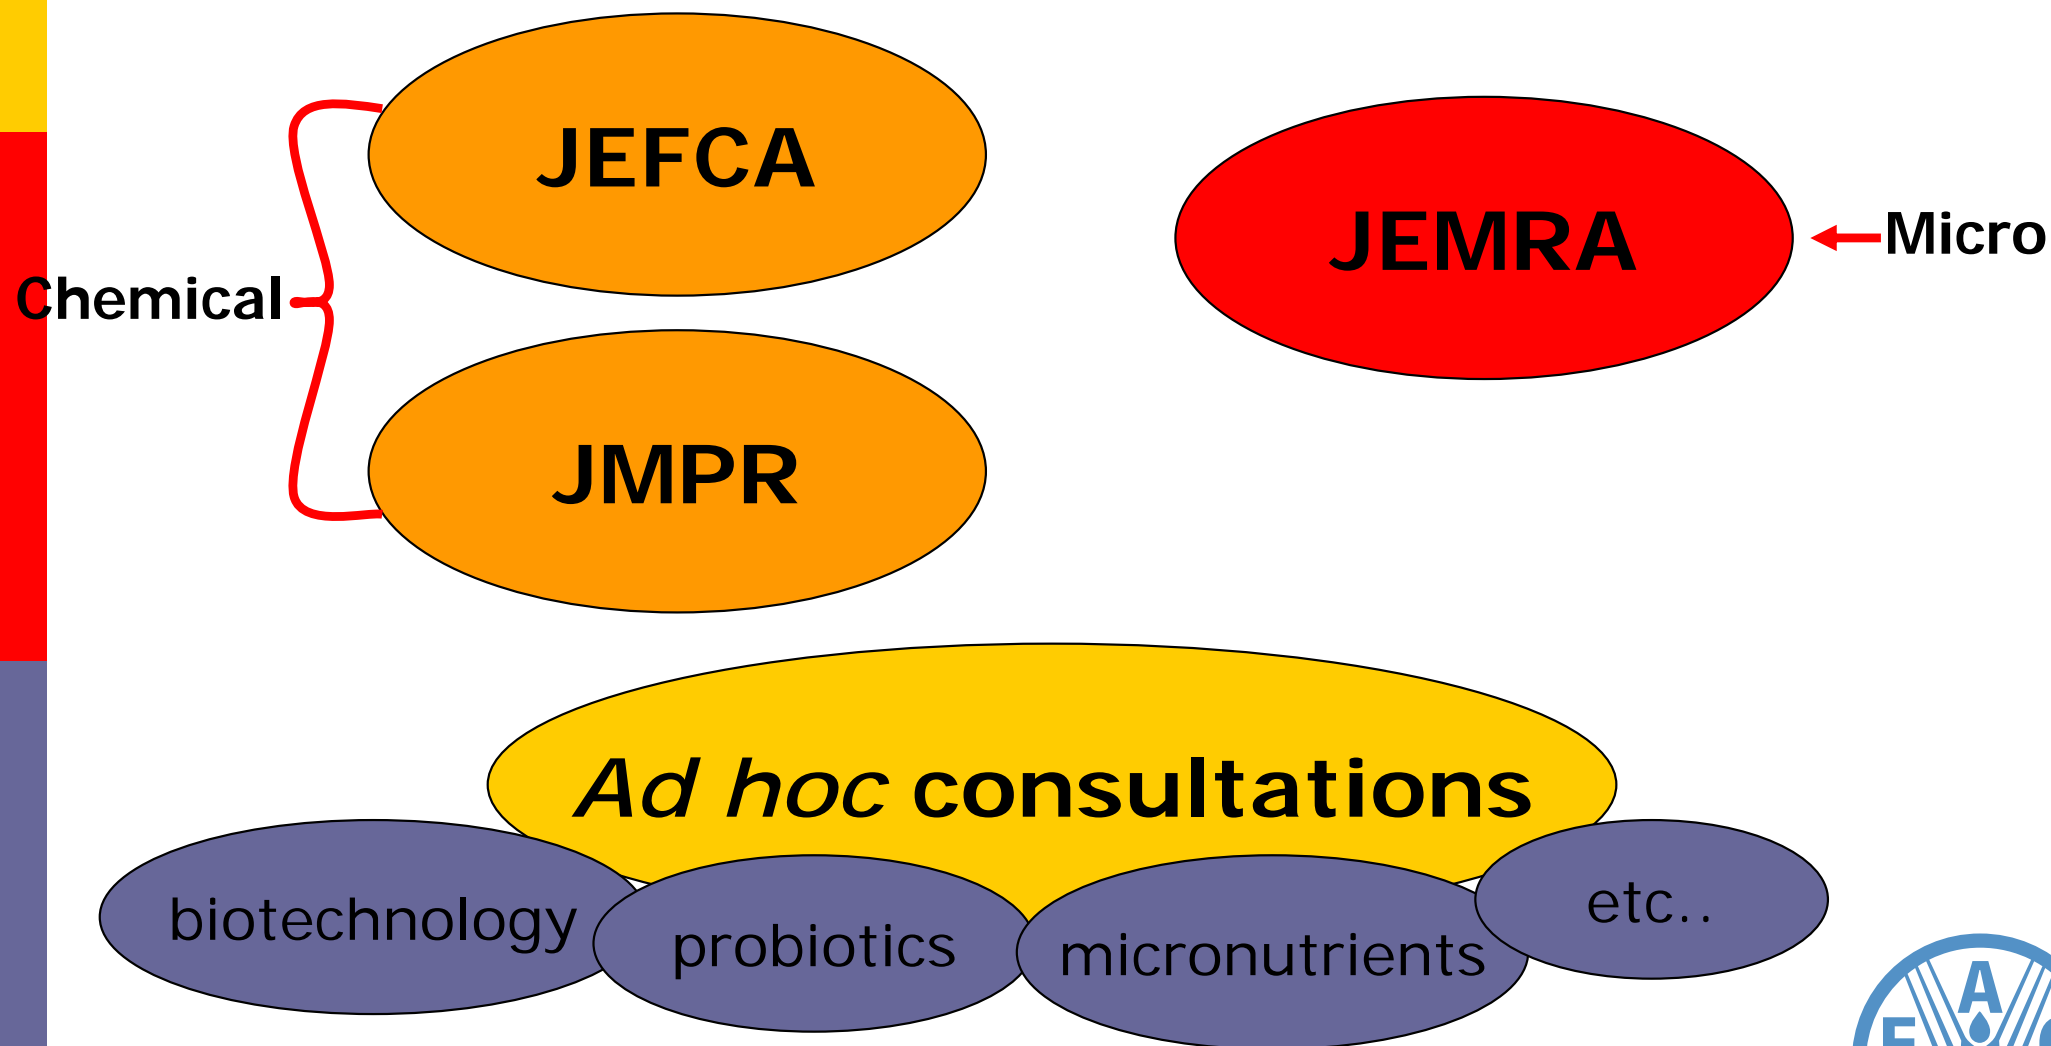 JEFCA
JEMRA
Micro
Chemical
JMPR
Ad hoc consultations
biotechnology
probiotics
micronutrients
etc..
F A